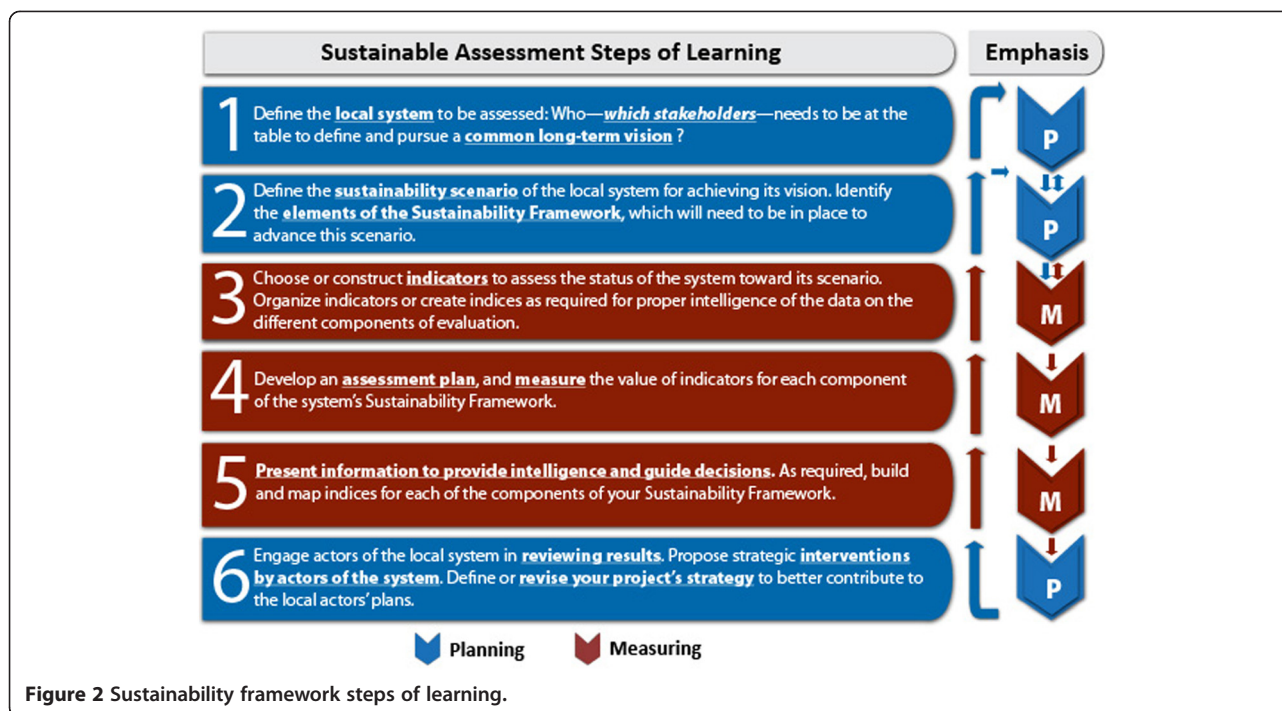 Sustainable Assessment Steps of Learning
Emphasis
1
Define the local system to be assessed: Who—which stakeholders—needs to be at the
table to define and pursue a common long-term vision ?
P
2
Define the sustainability scenario of the local system for achieving its vision. Identify
the elements of the Sustainability Framework, which will need to be in place to
advance this scenario.
P
3
Choose or construct indicators to assess the status of the system toward its scenario.
Organize indicators or create indices as required for proper intelligence of the data on the
different components of evaluation.
M
4
Develop an assessment plan, and measure the value of indicators for each component
of the system's Sustainability Framework.
M
5
Present information to provide intelligence and guide decisions. As required, build
and map indices for each of the components of your Sustainability Framework.
M
6
Engage actors of the local system in reviewing results. Propose strategic interventions
by actors of the system. Define or revise your project's strategy to better contribute to
the local actors' plans.
P
Planning
Measuring
Figure 2 Sustainability framework steps of learning.